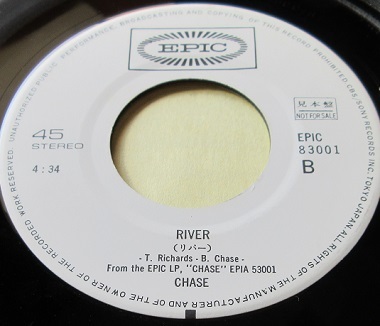 UNAUTHORIZED PUBLIC PERFORMANCE, BROADCASTING AND COPYING OF THIS RECORD PROHIBITED CBS/SONY RECORDS INC. TOKYO JAPAN. ALL RIGHTS OF THE MANUFACTURER AND OF THE OWNER OF THE RECORDED WORK RESERVED.
EPIC
45
STEREO
4:34
見本盤
NOT FOR SALE
EPIC
83001
B
RIVER
(リバー)
- T. Richards - B. Chase -
From the EPIC LP, "CHASE" EPIA 53001
CHASE